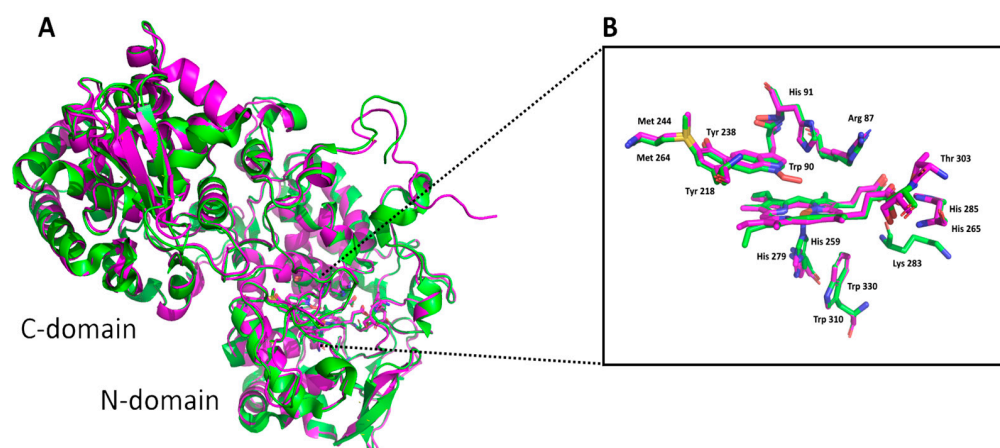 A
B
His 91
Met 244
Tyr 238
Arg 87
Met 264
Trp 90
Thr 303
Tyr 218
His 285
His 265
His 259
His 279
Lys 283
Trp 330
Trp 310
C-domain
N-domain